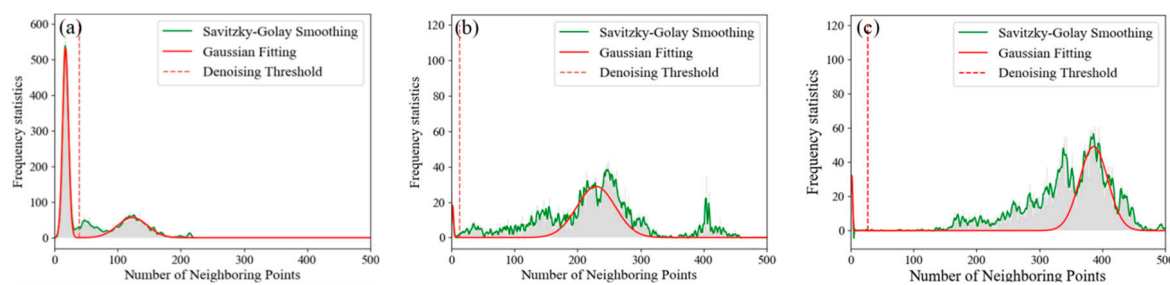 (a)
Savitzky-Golay Smoothing
Gaussian Fitting
Denoising Threshold
Frequency statistics
600
500
400
300
200
100
0
0 100 200 300 400 500
Number of Neighboring Points
(b)
Savitzky-Golay Smoothing
Gaussian Fitting
Denoising Threshold
Frequency statistics
120
100
80
60
40
20
0
0 100 200 300 400 500
Number of Neighboring Points
(c)
Savitzky-Golay Smoothing
Gaussian Fitting
Denoising Threshold
Frequency statistics
120
100
80
60
40
20
0
0 100 200 300 400 500
Number of Neighboring Points